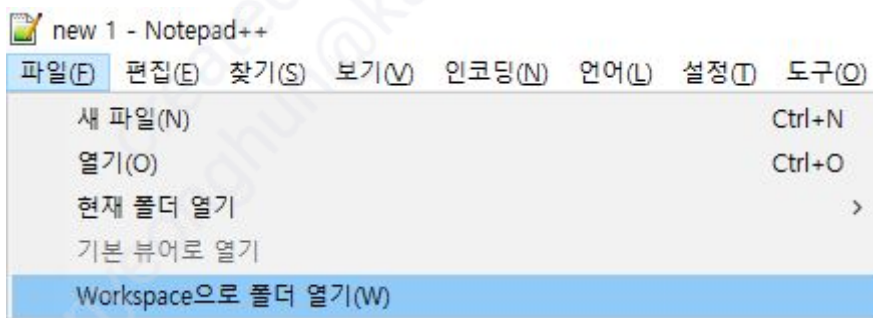 new 1 - Notepad++
파일(F) 편집(E) 찾기(S) 보기(V) 인코딩(N) 언어(L) 설정(T) 도구(O)
새 파일(N) Ctrl+N
열기(O) Ctrl+O
현재 폴더 열기 >
기본 뷰어로 열기
Workspace으로 폴더 열기(W)